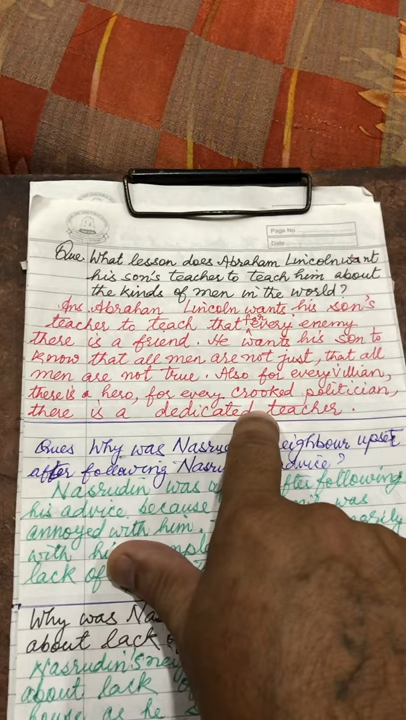 Page No
Date
Que What lesson does Abraham Lincoln want
his son's teacher to teach him about
the kinds of men in the world?
Ans Abrahan Lincoln wants his son's
teacher to teach that for every enemy
there is a friend. He wants his son to
know that all men are not just, that all
men are not true. Also for every villian,
there is a hero, for every crooked politician,
there is a dedicated teacher.
Ques Why was neighbour upset
after following advice?
Nasrudin was after following
his advice because was
annoyed with him.
with
lack of
Why was
about lack
Nasrudin's
about lack
house as he